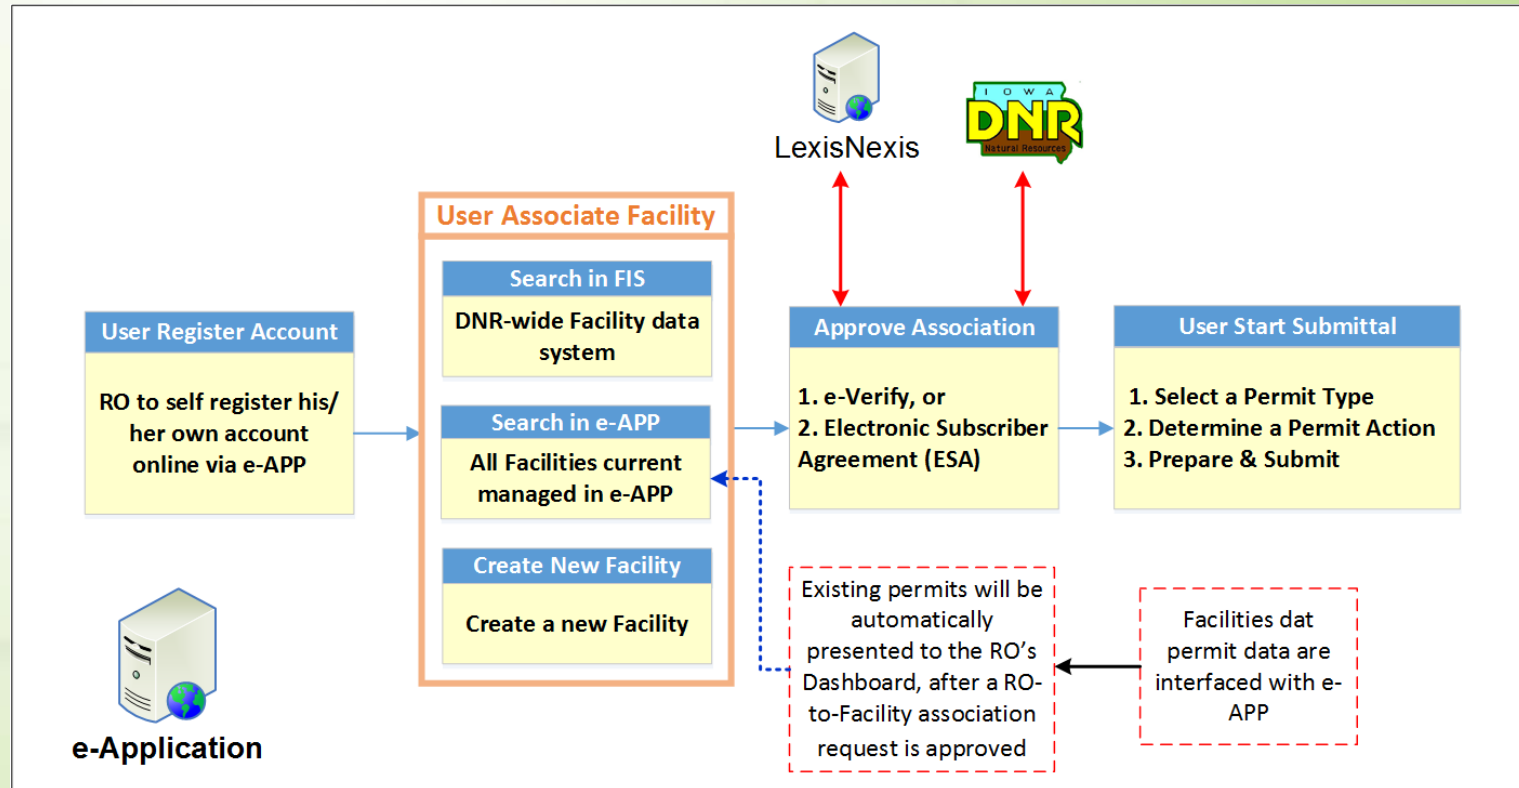 LexisNexis
IOWA
DNR
Natural Resources
User Associate Facility
Search in FIS
DNR-wide Facility data
system
Search in e-APP
All Facilities current
managed in e-APP
Create New Facility
Create a new Facility
User Register Account
RO to self register his/
her own account
online via e-APP
Approve Association
1. e-Verify, or
2. Electronic Subscriber
Agreement (ESA)
User Start Submittal
1. Select a Permit Type
2. Determine a Permit Action
3. Prepare & Submit
Existing permits will be
automatically
presented to the RO’s
Dashboard, after a RO-
to-Facility association
request is approved
Facilities dat
permit data are
interfaced with e-
APP
e-Application